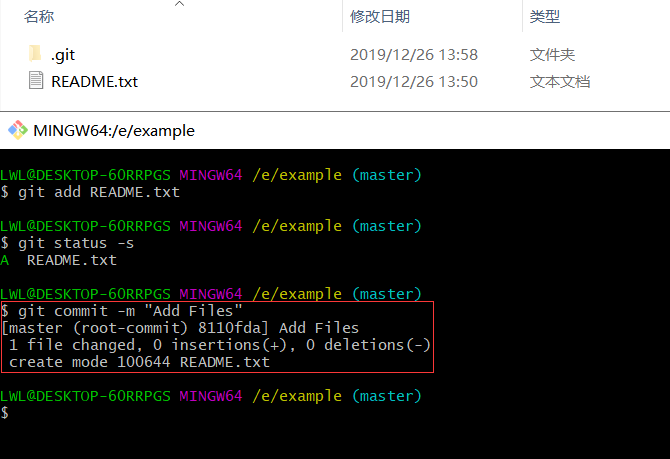 名称 修改日期 类型
.git 2019/12/26 13:58 文件夹
README.txt 2019/12/26 13:50 文本文档
MINGW64:/e/example
LWL@DESKTOP-6ORRPGS MINGW64 /e/example (master)
$ git add README.txt
LWL@DESKTOP-6ORRPGS MINGW64 /e/example (master)
$ git status -s
A  README.txt
LWL@DESKTOP-6ORRPGS MINGW64 /e/example (master)
$ git commit -m "Add Files"
[master (root-commit) 8110fda] Add Files
 1 file changed, 0 insertions(+), 0 deletions(-)
 create mode 100644 README.txt
LWL@DESKTOP-6ORRPGS MINGW64 /e/example (master)
$